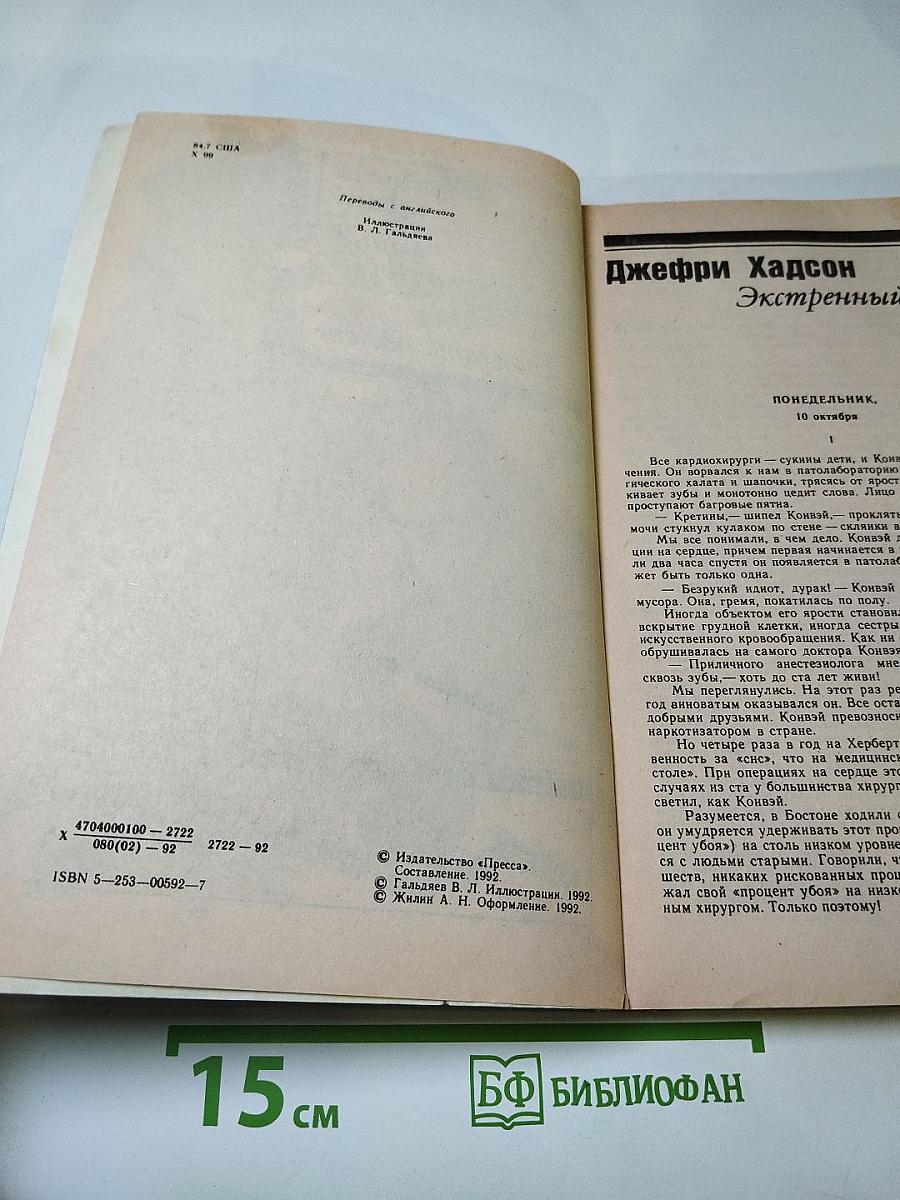 84.7 США
Х 99
Переводы с английского
Иллюстрации
В. Л. Гальдяева
Х 4704000100 — 2722
080(02) — 92
2722 — 92
ISBN 5—253—00592—7
© Издательство «Пресса».
Составление. 1992.
© Гальдяев В. Л. Иллюстрации. 1992.
© Жилин А. Н. Оформление. 1992.
Джефри Хадсон
Экстренный
ПОНЕДЕЛЬНИК,
10 октября
1
Все кардиохирурги — сукины дети, и Конв
чения. Он ворвался к нам в патолабораторию
гического халата и шапочки, трясясь от ярост
кивает зубы и монотонно цедит слова. Лицо
проступают багровые пятна.
— Кретины,— шипел Конвэй,— проклять
мочи стукнул кулаком по стене — склянки в
Мы все понимали, в чем дело. Конвэй д
ции на сердце, причем первая начинается в
ли два часа спустя он появляется в патолаб
жет быть только одна.
— Безрукий идиот, дурак! — Конвэй
мусора. Она, гремя, покатилась по полу.
Иногда объектом его ярости становил
вскрытие грудной клетки, иногда сестры
искусственного кровообращения. Как ни
обрушивалась на самого доктора Конвэя
— Приличного анестезиолога мне
сквозь зубы,— хоть до ста лет живи!
Мы переглянулись. На этот раз ре
год виноватым оказывался он. Все оста
добрыми друзьями. Конвэй превозноси
наркотизатором в стране.
Но четыре раза в год на Херберт
венность за «снс», что на медицинск
столе». При операциях на сердце это
случаях из ста у большинства хирург
светил, как Конвэй.
Разумеется, в Бостоне ходили с
он умудряется удерживать этот про
цент убоя») на столь низком уровне
ся с людьми старыми. Говорили, ч
шеств, никаких рискованных проц
жал свой «процент убоя» на низко
ным хирургом. Только поэтому!
15 см
БФ БИБЛИОФАН